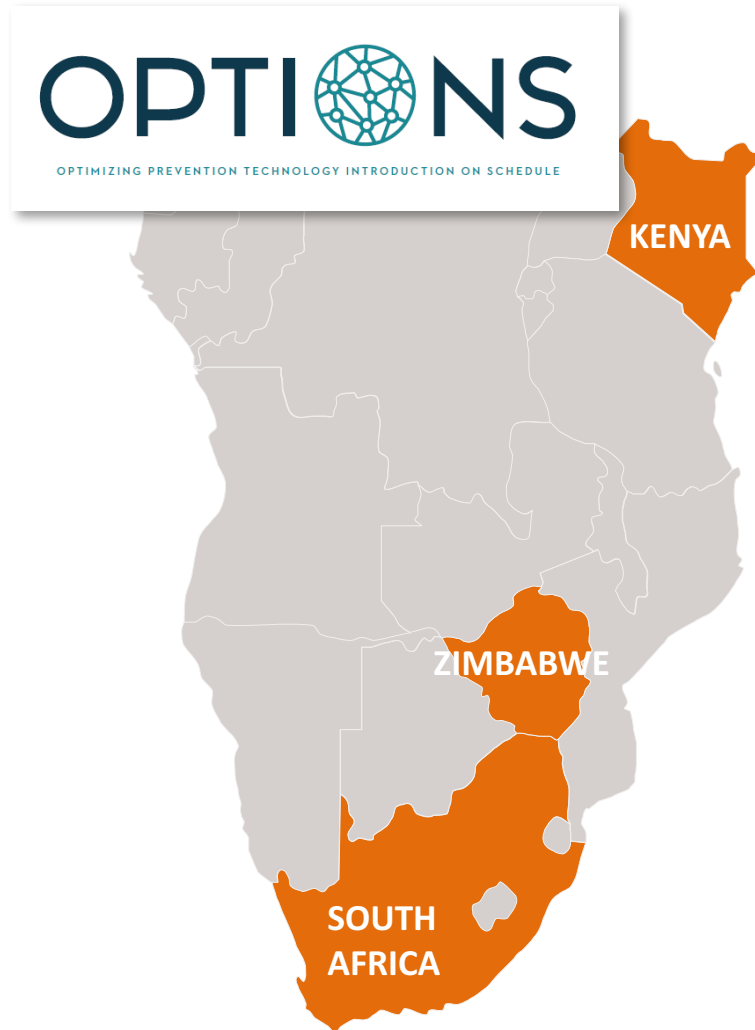 OPTIONS
OPTIMIZING PREVENTION TECHNOLOGY INTRODUCTION ON SCHEDULE
KENYA
ZIMBABWE
SOUTH
AFRICA